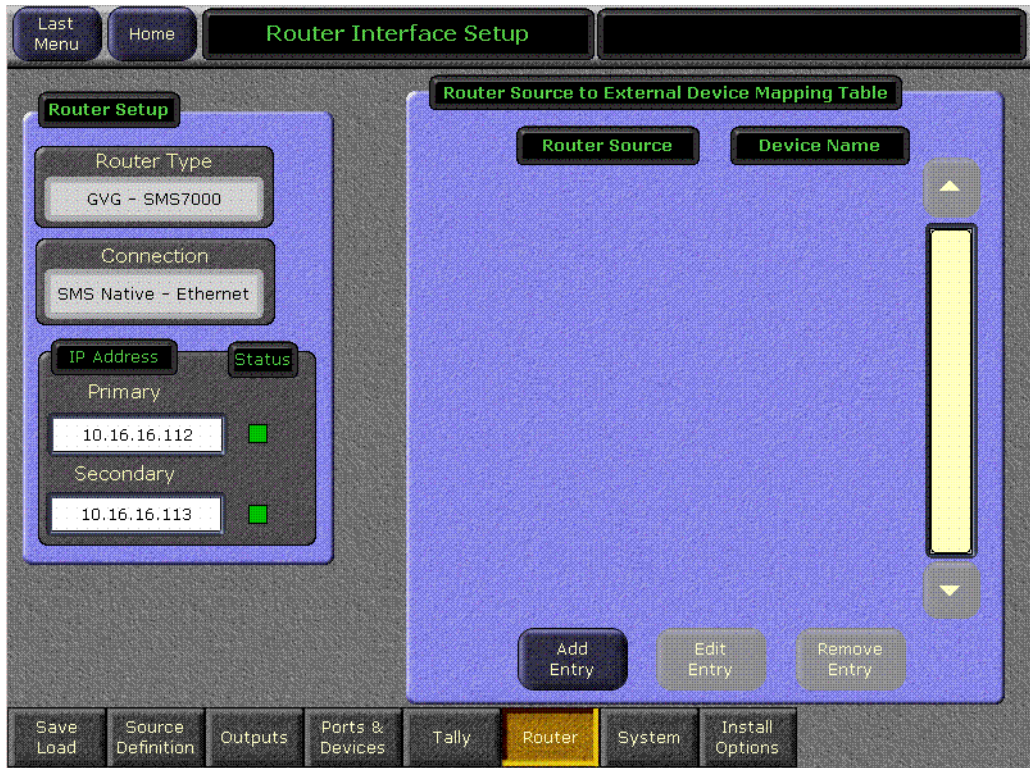 Last
Menu
Home
Router Interface Setup
Router Setup
Router Type
GVG - SMS7000
Connection
SMS Native - Ethernet
IP Address
Status
Primary
10.16.16.112
Secondary
10.16.16.113
Router Source to External Device Mapping Table
Router Source
Device Name
Add
Entry
Edit
Entry
Remove
Entry
Save
Load
Source
Definition
Outputs
Ports &
Devices
Tally
Router
System
Install
Options